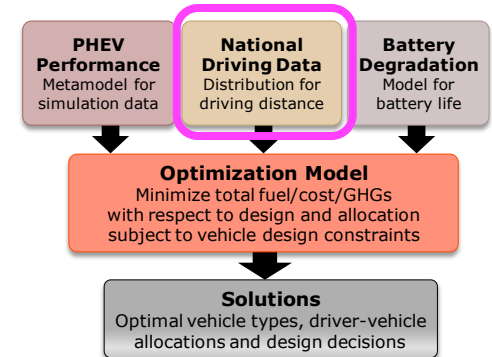 PHEV
Performance
Metamodel for
simulation data
National
Driving Data
Distribution for
driving distance
Battery
Degradation
Model for
battery life
Optimization Model
Minimize total fuel/cost/GHGs
with respect to design and allocation
subject to vehicle design constraints
Solutions
Optimal vehicle types, driver-vehicle
allocations and design decisions